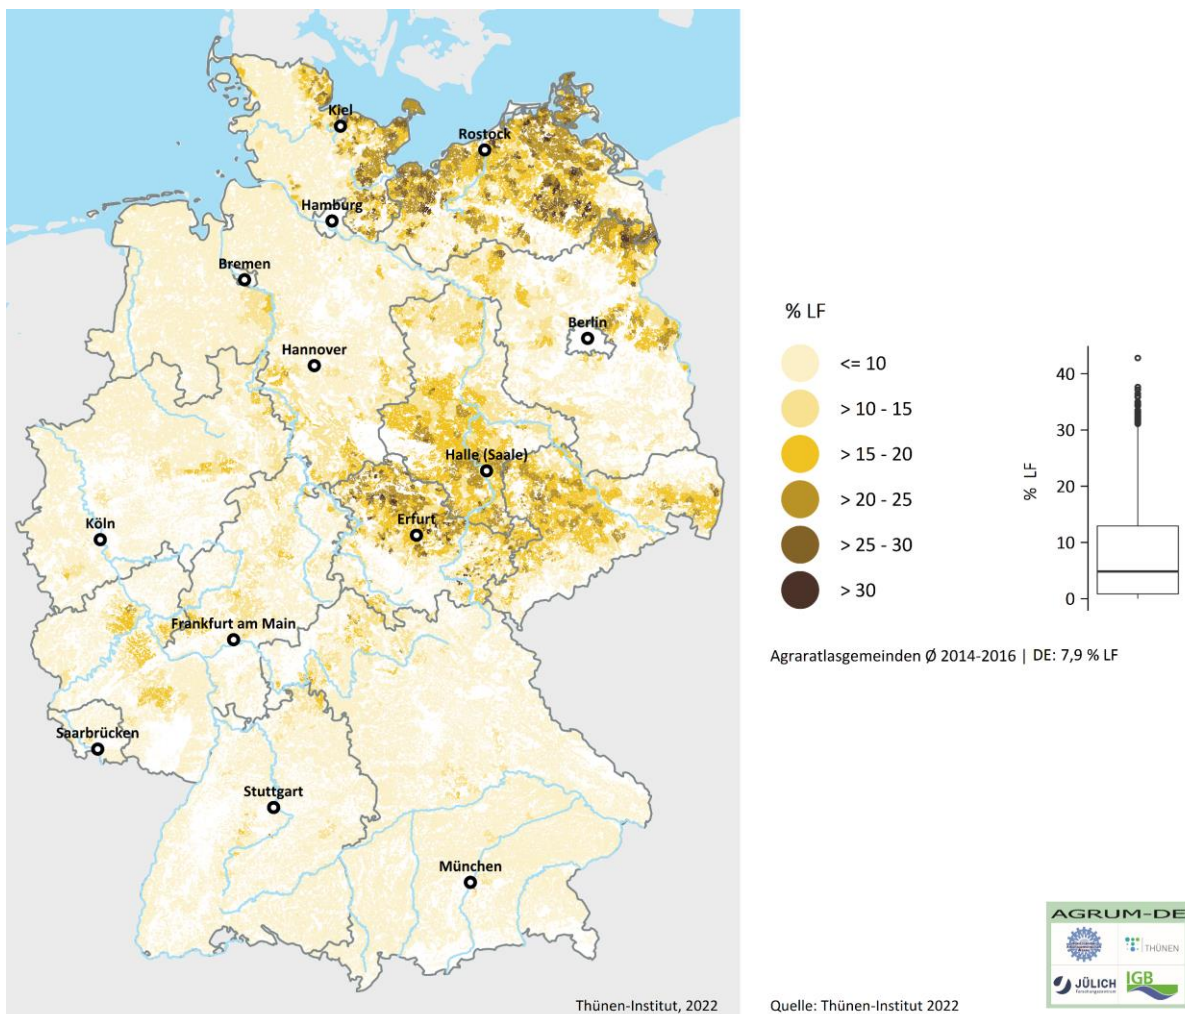 Kiel
Rostock
Hamburg
Bremen
Berlin
Hannover
Halle (Saale)
Köln
Erfurt
Frankfurt am Main
Saarbrücken
Stuttgart
München
Thünen-Institut, 2022
% LF
<= 10
> 10 - 15
> 15 - 20
> 20 - 25
> 25 - 30
> 30
% LF
40
30
20
10
0
Agraratlasgemeinden Ø 2014-2016 | DE: 7,9 % LF
Quelle: Thünen-Institut 2022
AGRUM-DE
THÜNEN
JÜLICH
Forschungszentrum
IGB